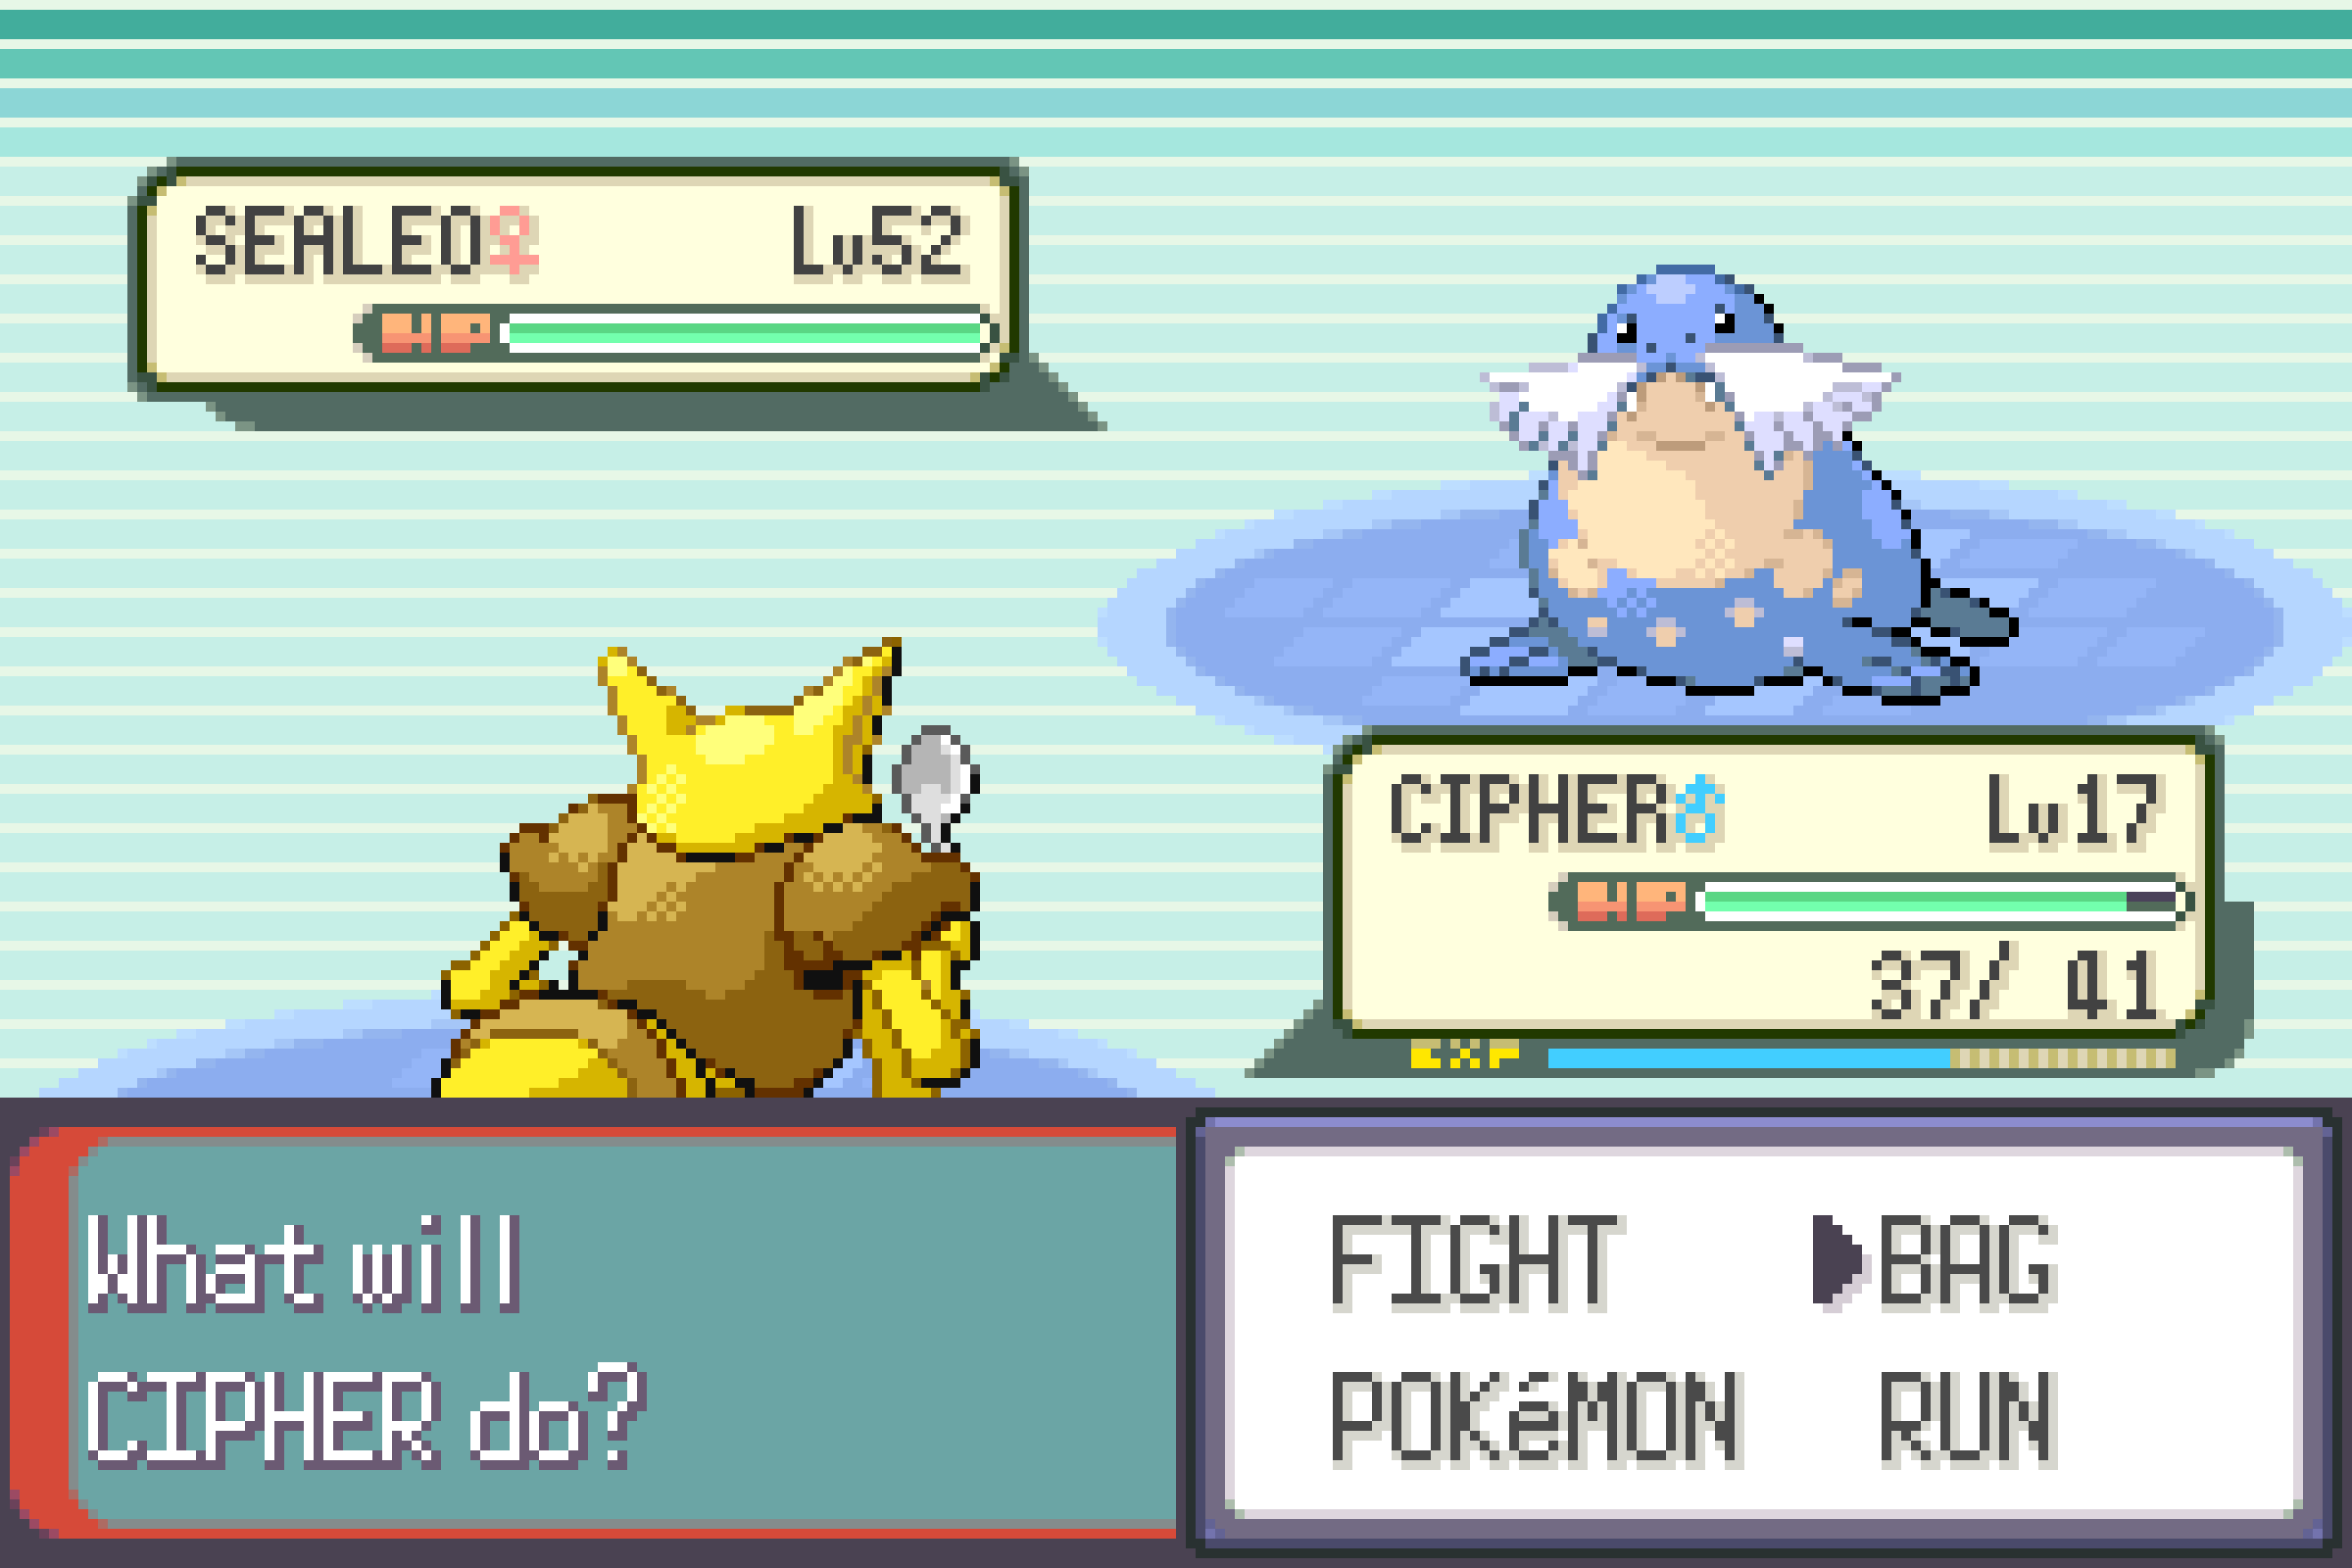 SEALEO♀ Lv52
HP
CIPHER♂ Lv17
HP
37/ 41
EXP
What will
CIPHER do?
FIGHT ▶BAG
POKéMON RUN